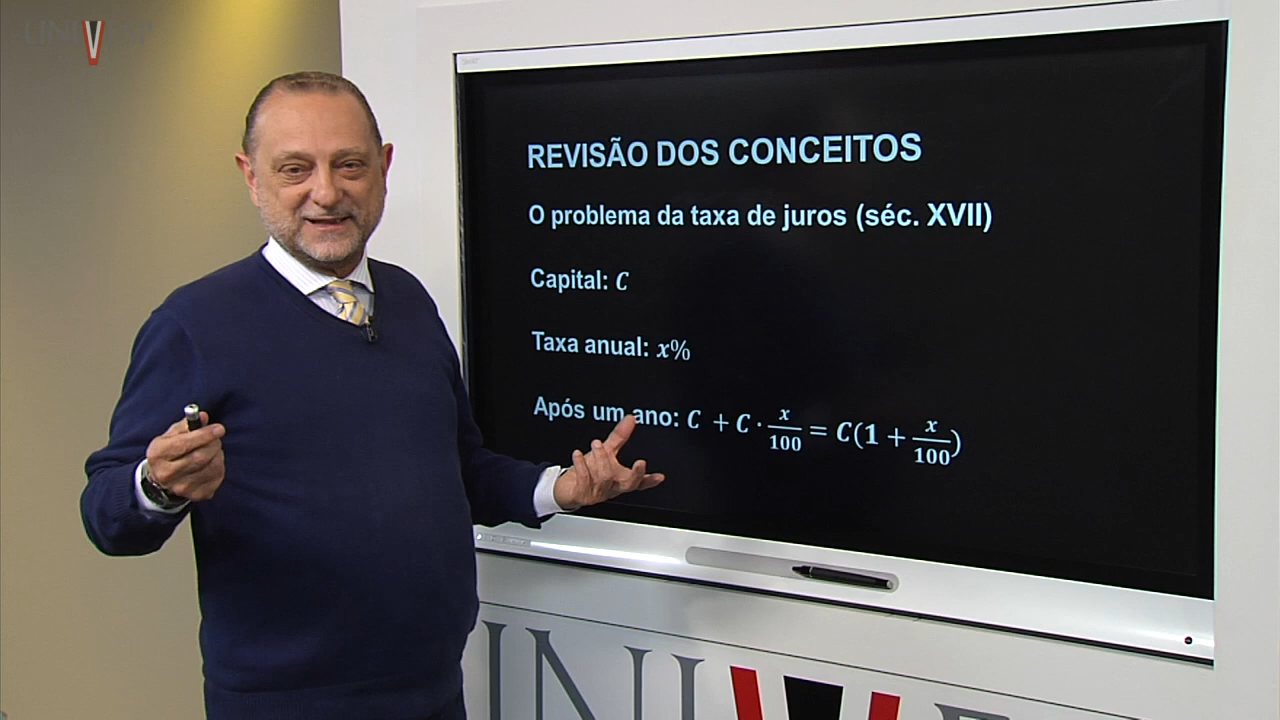 UNIVESP
REVISÃO DOS CONCEITOS
O problema da taxa de juros (séc. XVII)
Capital: C
Taxa anual: x%
Após um ano: C + C · x/100 = C(1 + x/100)